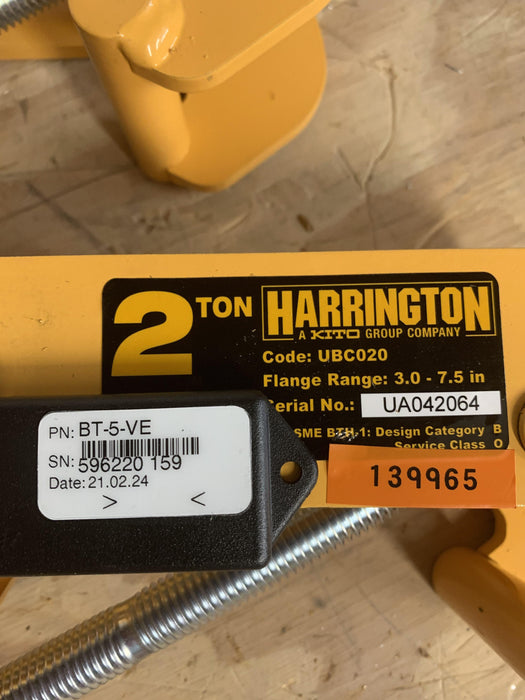 2 TON
HARRINGTON
A KITO GROUP COMPANY
Code: UBC020
Flange Range: 3.0 - 7.5 in
erial No.: UA042064
SME BTH-1: Design Category B
Service Class 0
139965
PN: BT-5-VE
SN: 596220 159
Date: 21.02.24
> <